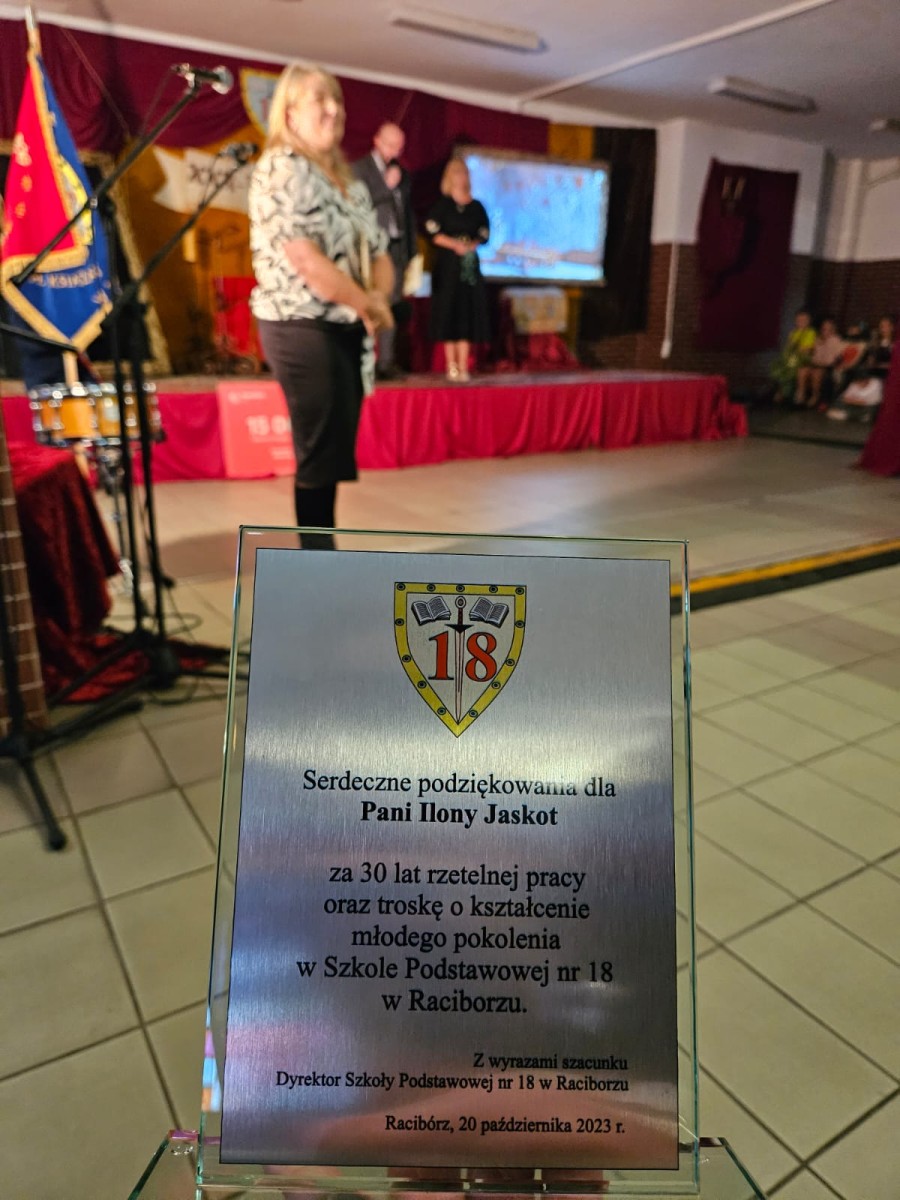 18
Serdeczne podziękowania dla
Pani Ilony Jaskot
za 30 lat rzetelnej pracy
oraz troskę o kształcenie
młodego pokolenia
w Szkole Podstawowej nr 18
w Raciborzu.
Z wyrazami szacunku
Dyrektor Szkoły Podstawowej nr 18 w Raciborzu
Racibórz, 20 października 2023 r.